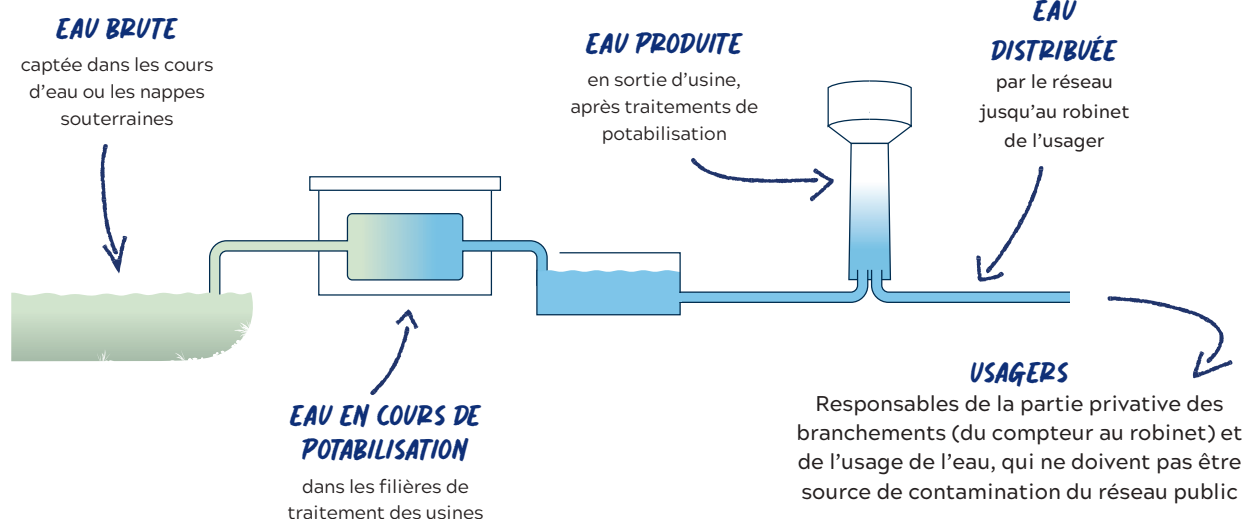 EAU BRUTE
captée dans les cours
d’eau ou les nappes
souterraines
EAU EN COURS DE
POTABILISATION
dans les filières de
traitement des usines
EAU PRODUITE
en sortie d’usine,
après traitements de
potabilisation
EAU
DISTRIBUÉE
par le réseau
jusqu’au robinet
de l’usager
USAGERS
Responsables de la partie privative des
branchements (du compteur au robinet) et
de l’usage de l’eau, qui ne doivent pas être
source de contamination du réseau public